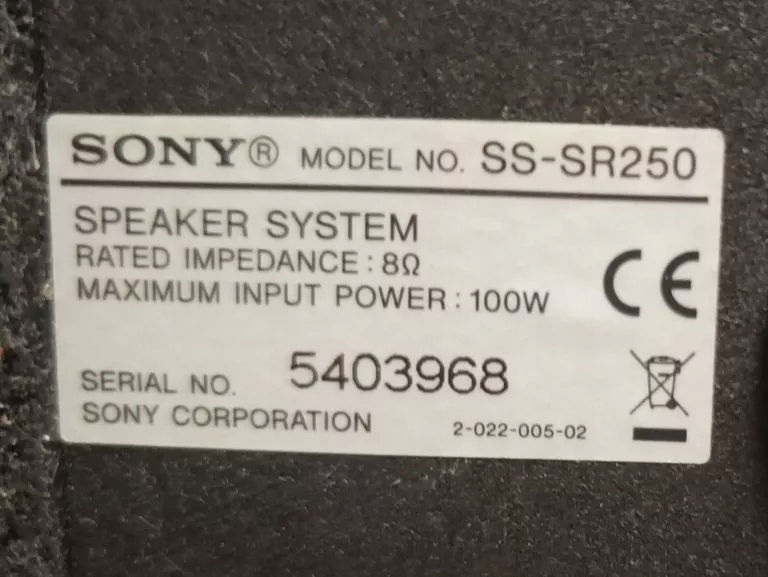 SONY® MODEL NO. SS-SR250
SPEAKER SYSTEM
RATED IMPEDANCE : 8Ω
MAXIMUM INPUT POWER : 100W
CE
SERIAL NO. 5403968
SONY CORPORATION 2-022-005-02